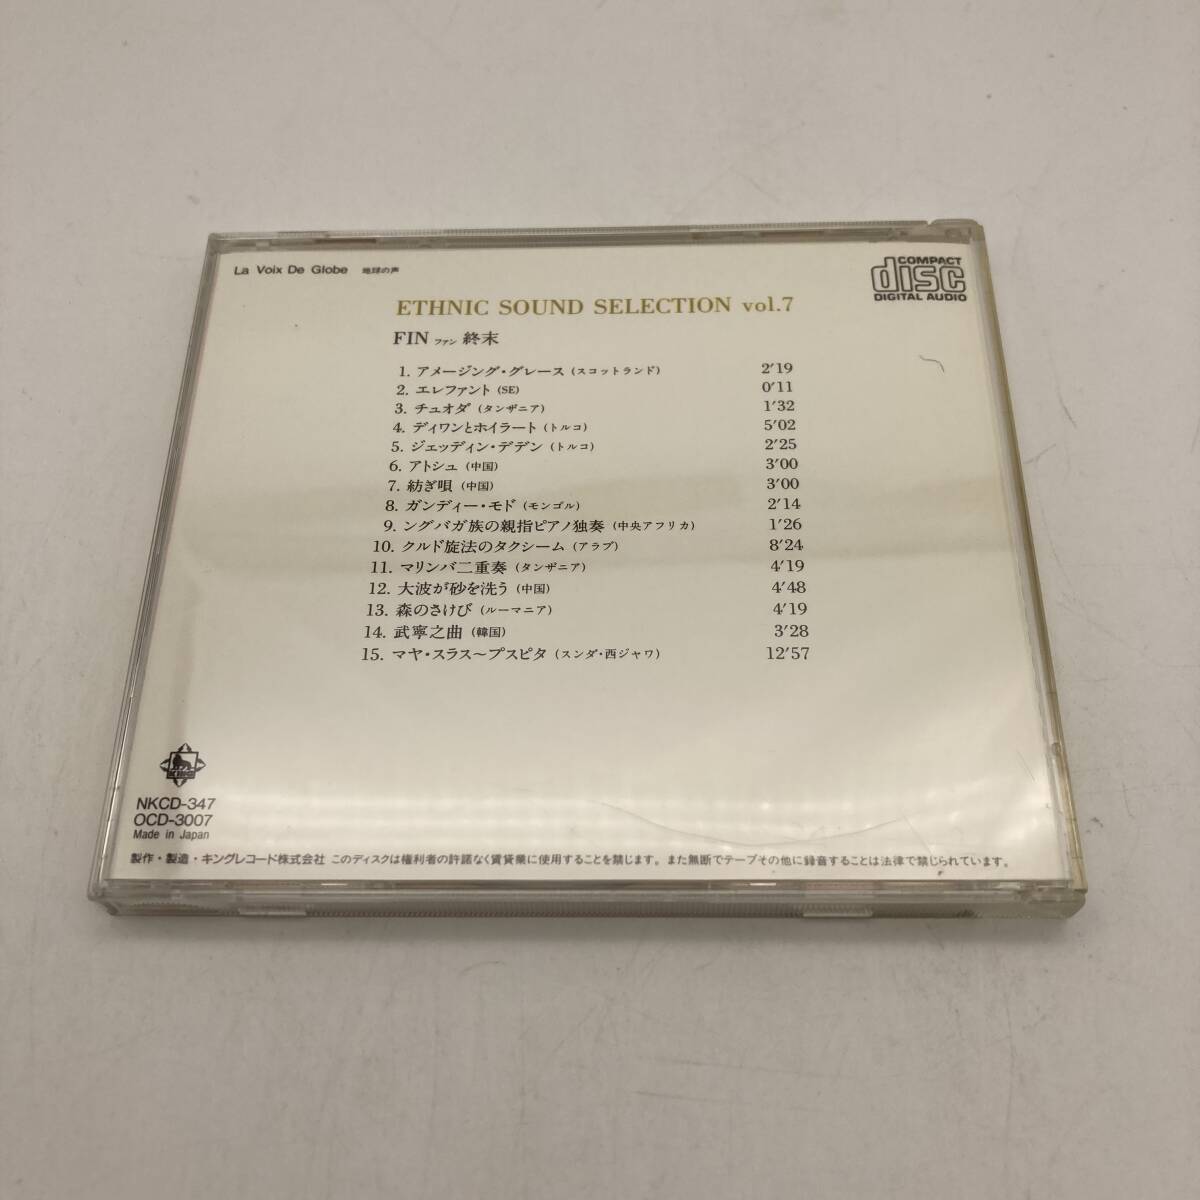 La Voix De Globe 地球の声
COMPACT
disc
DIGITAL AUDIO
ETHNIC SOUND SELECTION vol.7
FIN ファン 終末
1. アメージング・グレース (スコットランド) 2'19
2. エレファント (SE) 0'11
3. チュオダ (タンザニア) 1'32
4. ディワンとホイラート (トルコ) 5'02
5. ジェッディン・デデン (トルコ) 2'25
6. アトシュ (中国) 3'00
7. 紡ぎ唄 (中国) 3'00
8. ガンディー・モド (モンゴル) 2'14
9. ングバガ族の親指ピアノ独奏 (中央アフリカ) 1'26
10. クルド旋法のタクシーム (アラブ) 8'24
11. マリンバ二重奏 (タンザニア) 4'19
12. 大波が砂を洗う (中国) 4'48
13. 森のさけび (ルーマニア) 4'19
14. 武寧之曲 (韓国) 3'28
15. マヤ・スラス〜プスピタ (スンダ・西ジャワ) 12'57
KING
NKCD-347
OCD-3007
Made in Japan
製作・製造・キングレコード株式会社 このディスクは権利者の許諾なく賃貸業に使用することを禁じます。また無断でテープその他に録音することは法律で禁じられています。